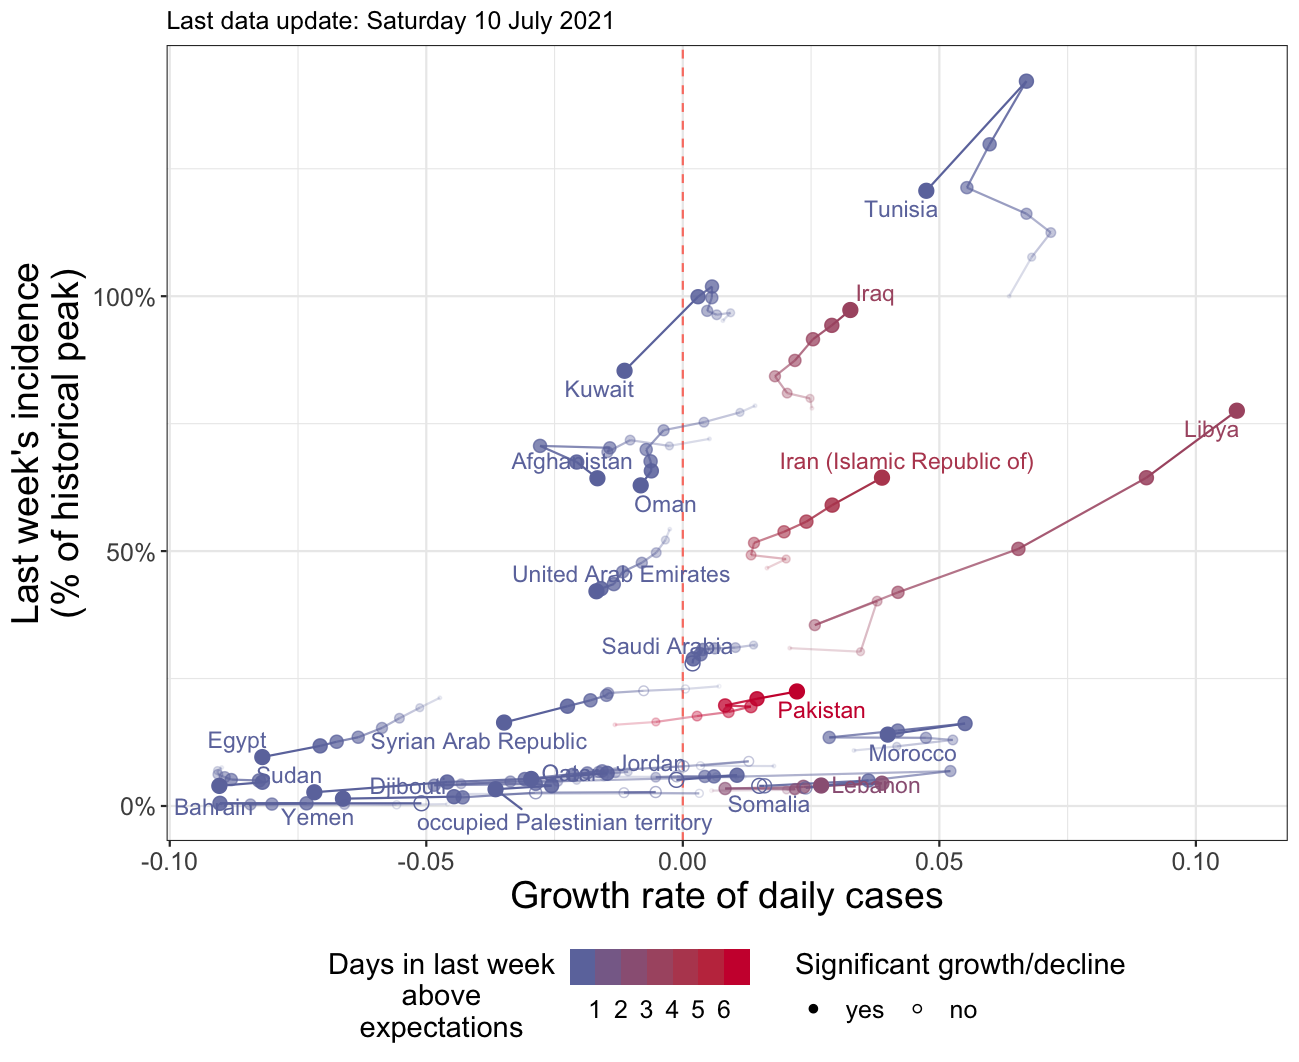 Last data update: Saturday 10 July 2021
Last week's incidence
(% of historical peak)
100%
50%
0%
Tunisia
Iraq
Kuwait
Libya
Afghanistan
Iran (Islamic Republic of)
Oman
United Arab Emirates
Saudi Arabia
Pakistan
Egypt
Syrian Arab Republic
Morocco
Jordan
Qatar
Sudan
Djibouti
Lebanon
Bahrain
Yemen
Somalia
occupied Palestinian territory
-0.10
-0.05
0.00
0.05
0.10
Growth rate of daily cases
Days in last week
above
expectations
1 2 3 4 5 6
Significant growth/decline
yes
no